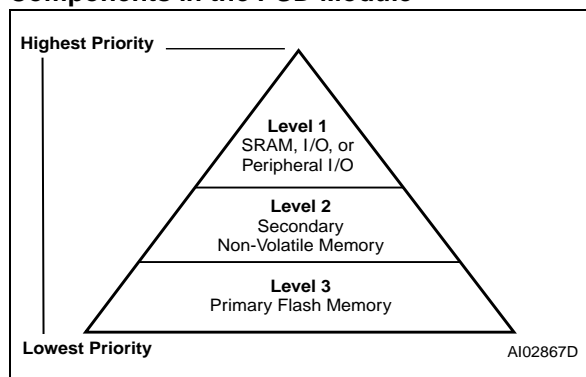 Components in the PSD Module
Highest Priority
Level 1
SRAM, I/O, or
Peripheral I/O
Level 2
Secondary
Non-Volatile Memory
Level 3
Primary Flash Memory
Lowest Priority
AI02867D